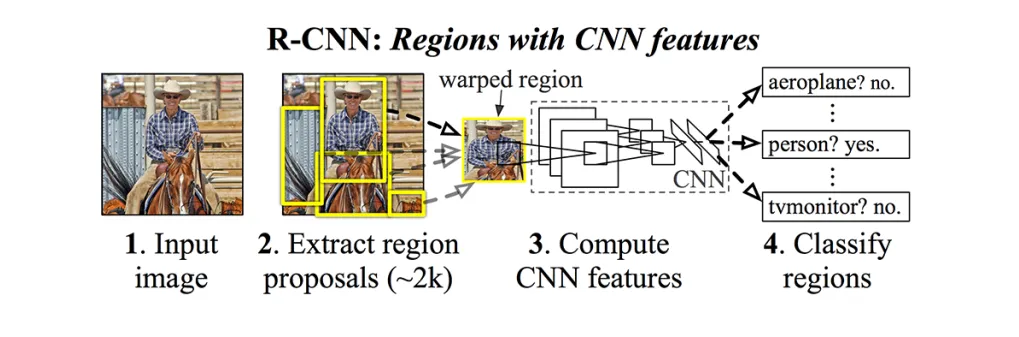 R-CNN: Regions with CNN features
warped region
aeroplane? no.
⋮
person? yes.
⋮
tvmonitor? no.
CNN
1. Input
image
2. Extract region
proposals (~2k)
3. Compute
CNN features
4. Classify
regions